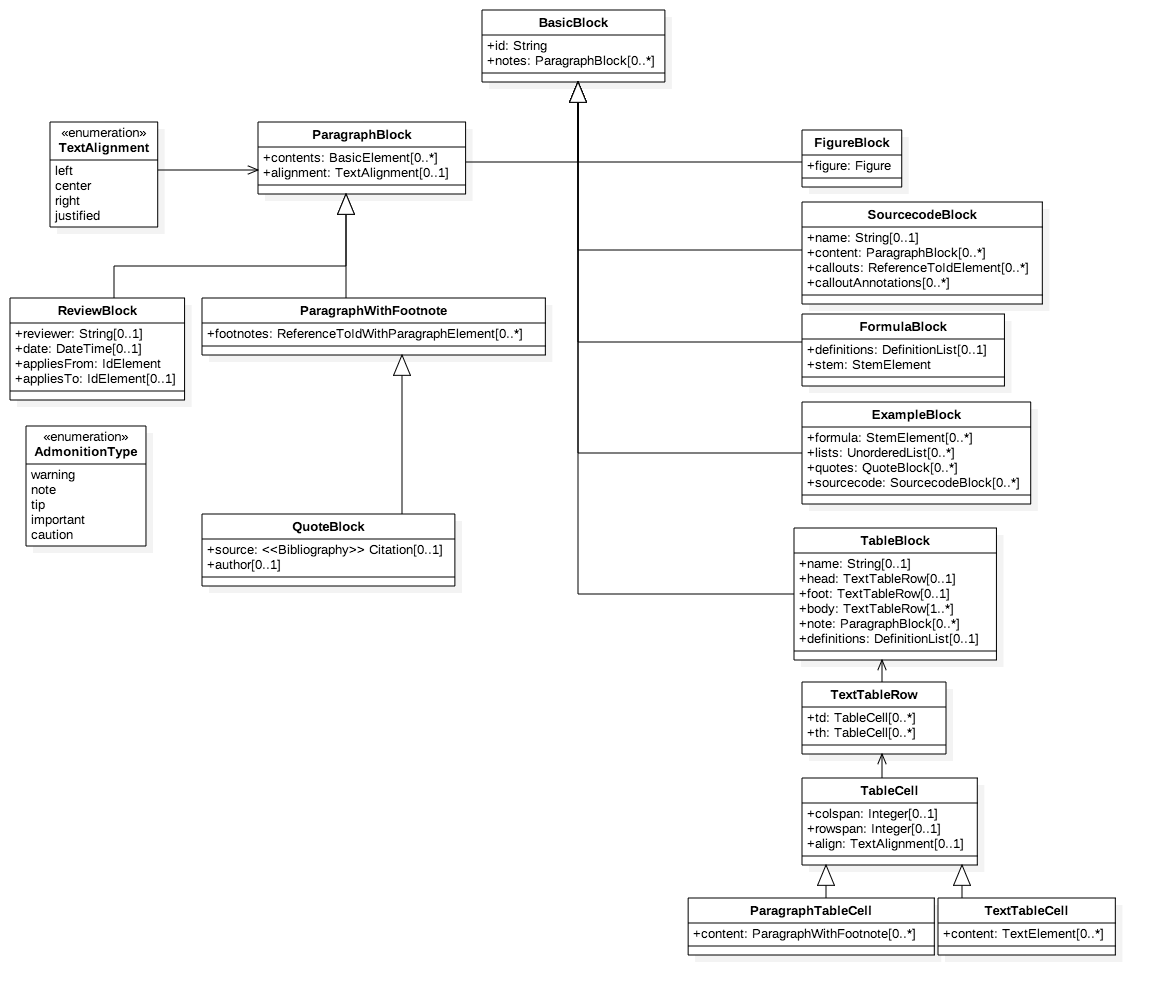 BasicBlock
+id: String
+notes: ParagraphBlock[0..*]
«enumeration»
TextAlignment
left
center
right
justified
ParagraphBlock
+contents: BasicElement[0..*]
+alignment: TextAlignment[0..1]
FigureBlock
+figure: Figure
SourcecodeBlock
+name: String[0..1]
+content: ParagraphBlock[0..*]
+callouts: ReferenceToIdElement[0..*]
+calloutAnnotations[0..*]
ReviewBlock
+reviewer: String[0..1]
+date: DateTime[0..1]
+appliesFrom: IdElement
+appliesTo: IdElement[0..1]
ParagraphWithFootnote
+footnotes: ReferenceToIdWithParagraphElement[0..*]
FormulaBlock
+definitions: DefinitionList[0..1]
+stem: StemElement
«enumeration»
AdmonitionType
warning
note
tip
important
caution
ExampleBlock
+formula: StemElement[0..*]
+lists: UnorderedList[0..*]
+quotes: QuoteBlock[0..*]
+sourcecode: SourcecodeBlock[0..*]
QuoteBlock
+source: <<Bibliography>> Citation[0..1]
+author[0..1]
TableBlock
+name: String[0..1]
+head: TextTableRow[0..1]
+foot: TextTableRow[0..1]
+body: TextTableRow[1..*]
+note: ParagraphBlock[0..*]
+definitions: DefinitionList[0..1]
TextTableRow
+td: TableCell[0..*]
+th: TableCell[0..*]
TableCell
+colspan: Integer[0..1]
+rowspan: Integer[0..1]
+align: TextAlignment[0..1]
ParagraphTableCell
+content: ParagraphWithFootnote[0..*]
TextTableCell
+content: TextElement[0..*]